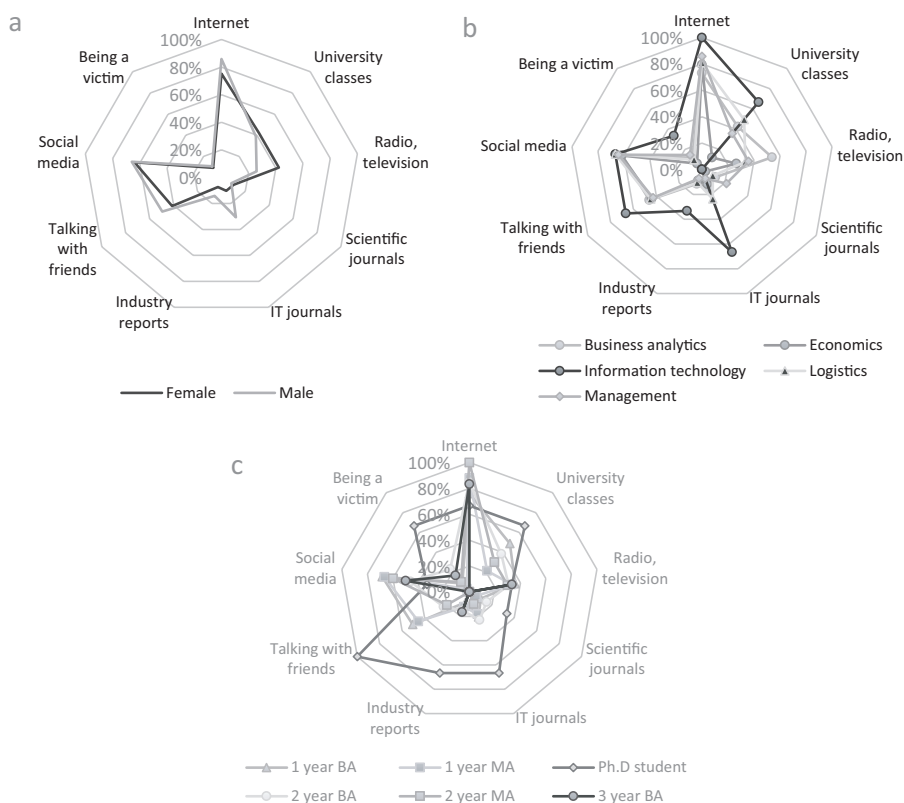 a
Internet
100%
80%
60%
40%
20%
0%
University
classes
Radio,
television
Scientific
journals
IT journals
Industry
reports
Talking
with
friends
Social
media
Being a
victim
Female
Male
b
Internet
100%
80%
60%
40%
20%
0%
University
classes
Radio,
television
Scientific
journals
IT journals
Industry
reports
Talking with
friends
Social media
Being a victim
Business analytics
Economics
Information technology
Logistics
Management
c
Internet
100%
80%
60%
40%
20%
0%
University
classes
Radio,
television
Scientific
journals
IT journals
Industry
reports
Talking with
friends
Social
media
Being a
victim
1 year BA
1 year MA
Ph.D student
2 year BA
2 year MA
3 year BA